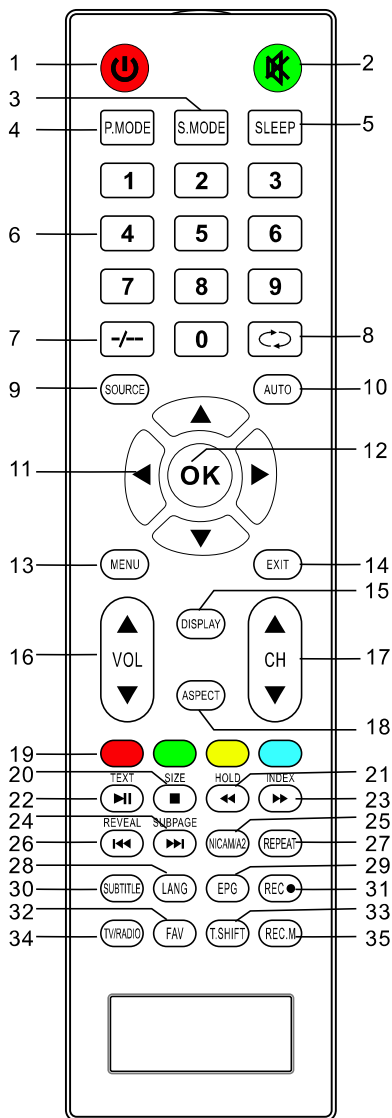 1 2
3
4 P.MODE S.MODE SLEEP 5
1 2 3
6 4 5 6
7 8 9
7 -/-- 0 8
9 SOURCE AUTO 10
11 OK 12
13 MENU EXIT 14
15
DISPLAY
16 VOL CH 17
ASPECT
18
19
20 TEXT SIZE HOLD INDEX 21
22 23
24 REVEAL SUBPAGE 25
26 NICAM/A2 REPEAT 27
28 29
30 SUBTITLE LANG EPG REC 31
32 33
34 TV/RADIO FAV T.SHIFT REC.M 35